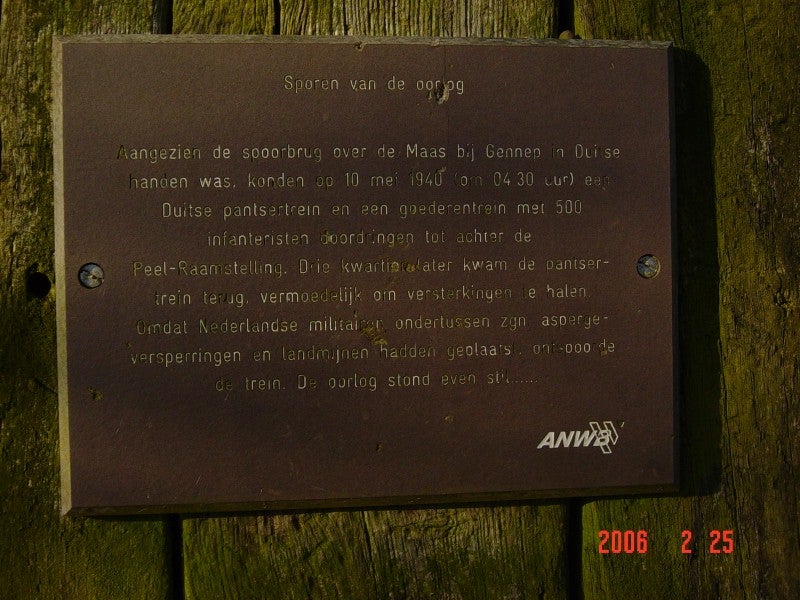 Sporen van de oorlog
Aangezien de spoorbrug over de Maas bij Gennep in Duitse
handen was, konden op 10 mei 1940 (om 04.30 uur) een
Duitse pantsertrein en een goederentrein met 500
infanteristen doordringen tot achter de
Peel-Raamstelling. Drie kwartier later kwam de pantser-
trein terug, vermoedelijk om versterkingen te halen.
Omdat Nederlandse militairen ondertussen zgn. asperge-
versperringen en landmijnen hadden geplaatst, ontspoorde
de trein. De oorlog stond even stil......
ANWB
2006 2 25